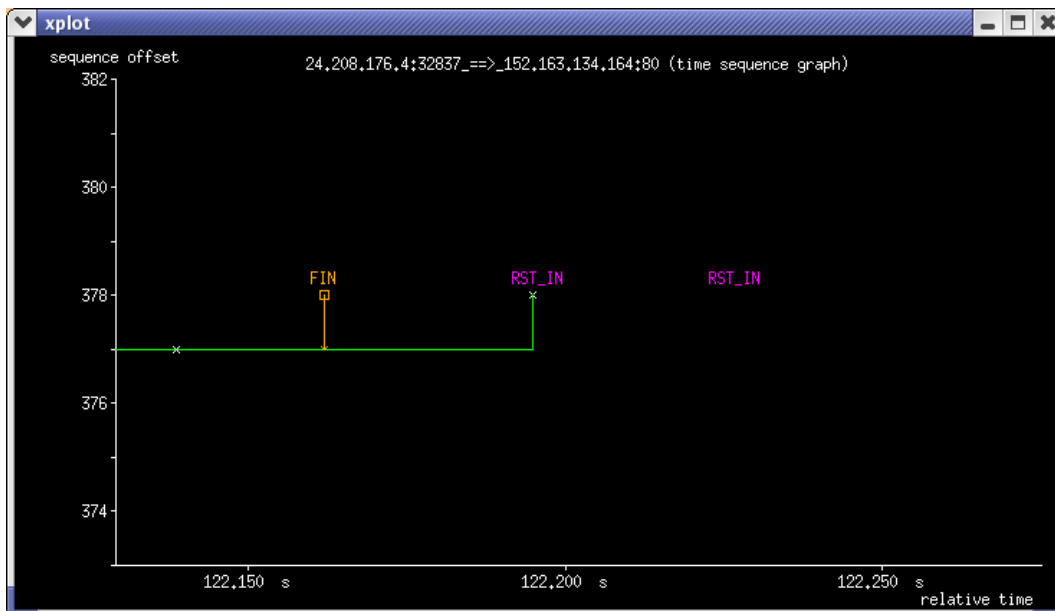 xplot
sequence offset
24.208.176.4:32837_==>_152.163.134.164:80 (time sequence graph)
382
380
FIN
RST_IN
RST_IN
378
376
374
122.150 s
122.200 s
122.250 s
relative time